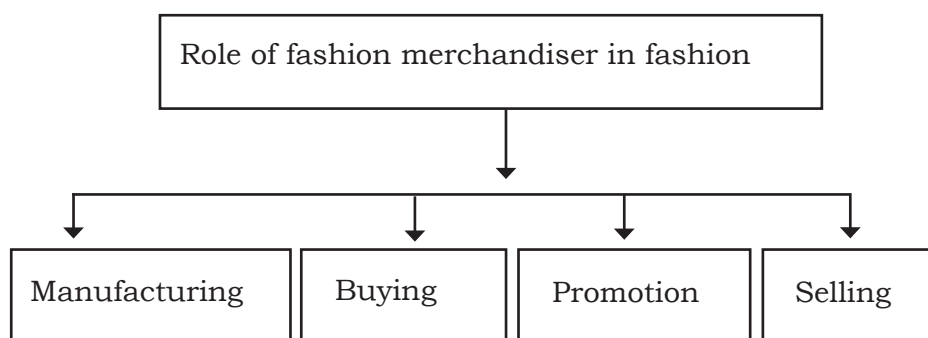 Role of fashion merchandiser in fashion
Manufacturing
Buying
Promotion
Selling